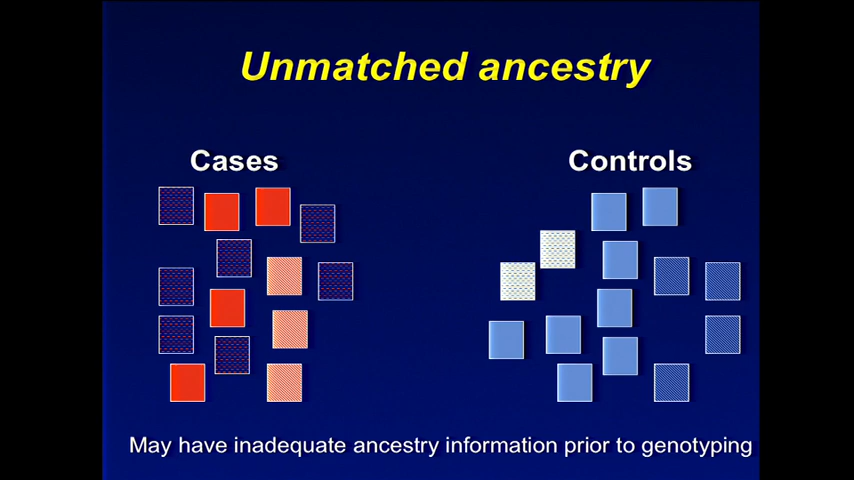 Unmatched ancestry
Cases
Controls
May have inadequate ancestry information prior to genotyping